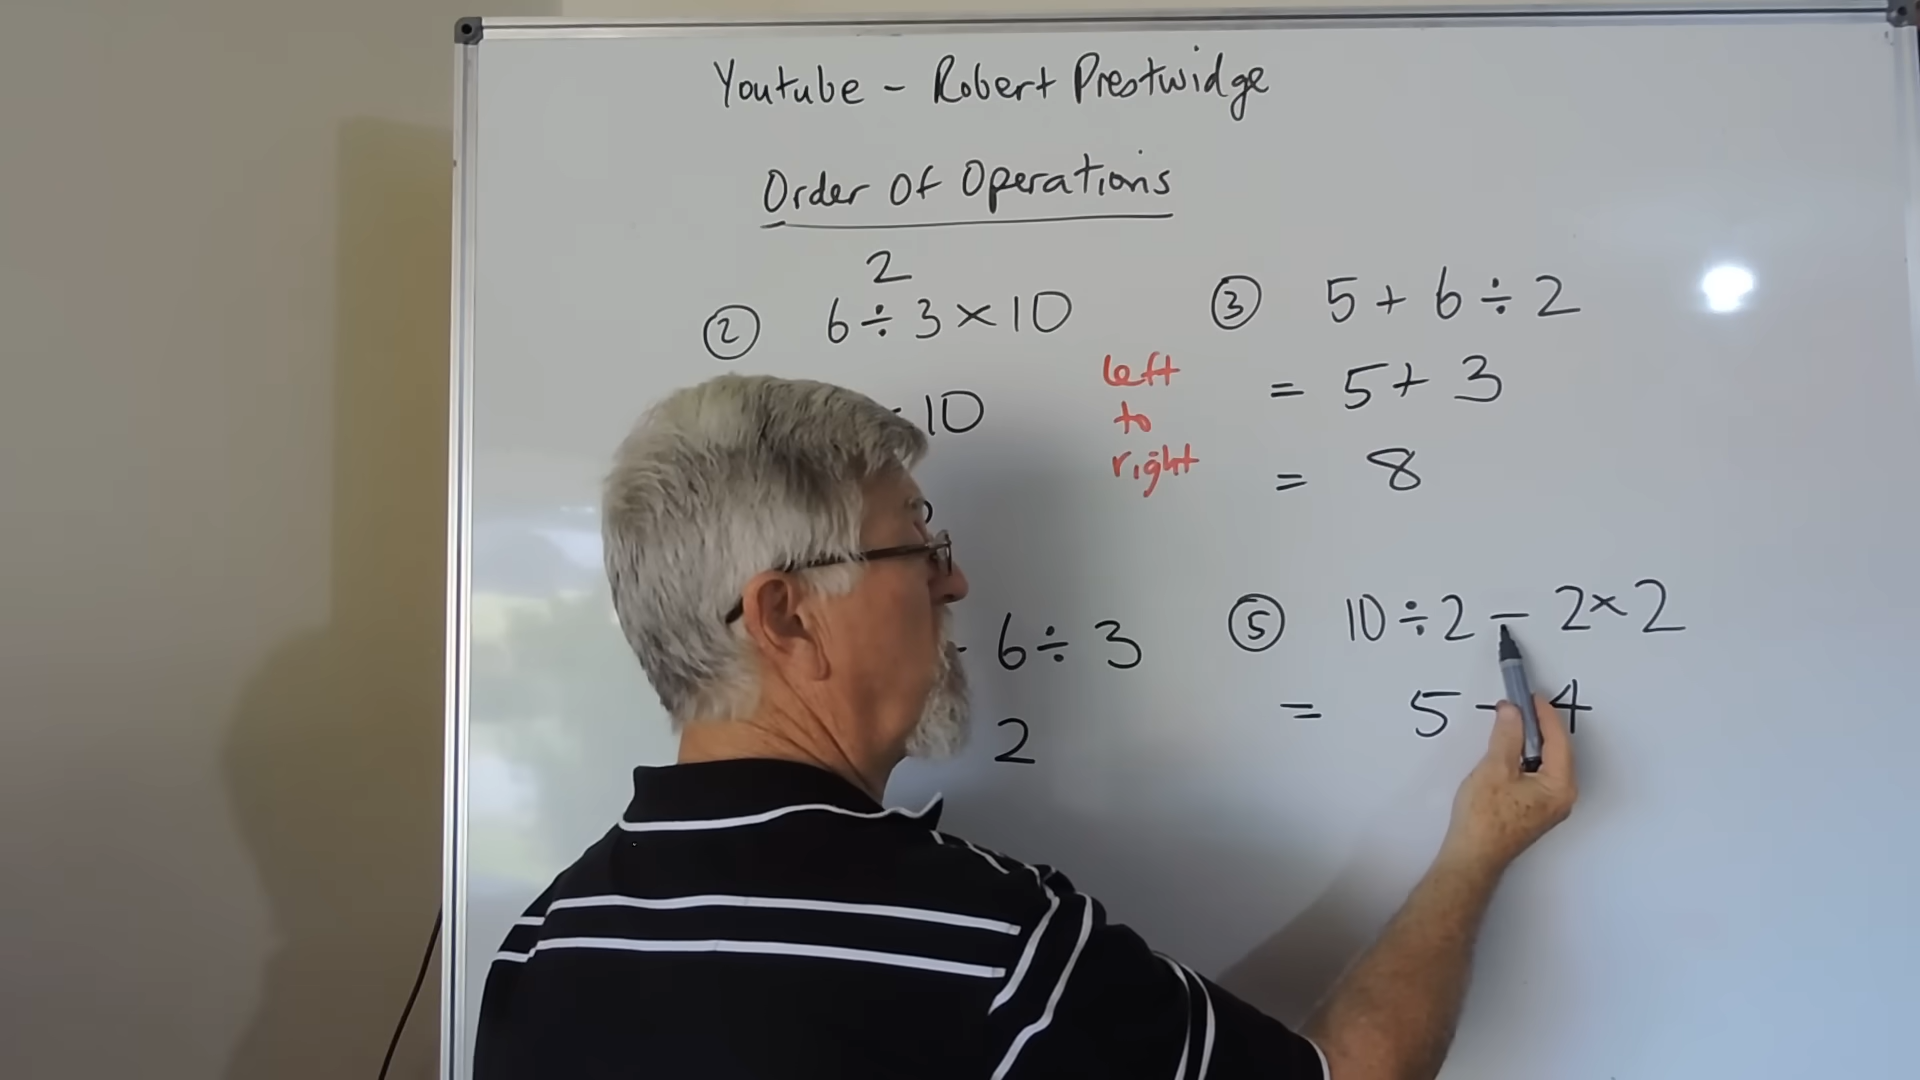 Youtube - Robert Prestwidge
Order Of Operations
2
② 6 ÷ 3 × 10
10
left
to
right
③ 5 + 6 ÷ 2
= 5 + 3
= 8
6 ÷ 3
2
⑤ 10 ÷ 2 - 2 × 2
= 5 - 4